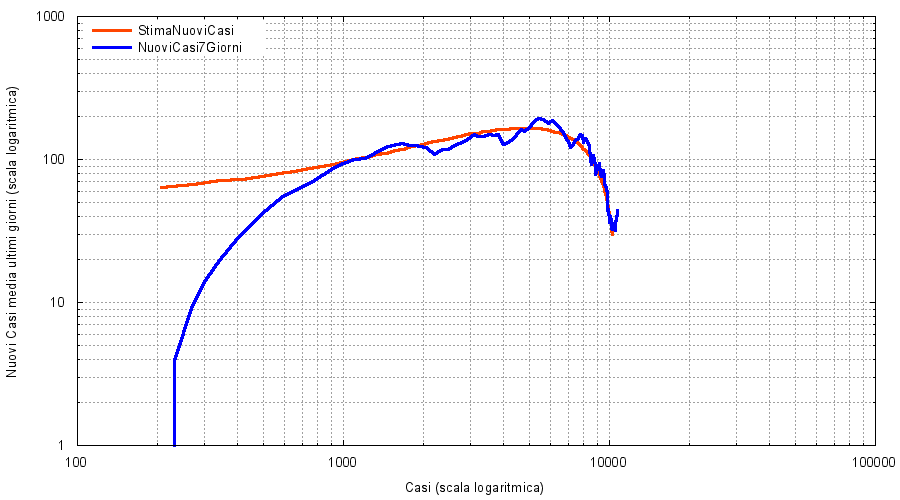 1000
StimaNuoviCasi
NuoviCasi7Giorni
100
10
1
100
1000
10000
100000
Nuovi Casi media ultimi giorni (scala logaritmica)
Casi (scala logaritmica)